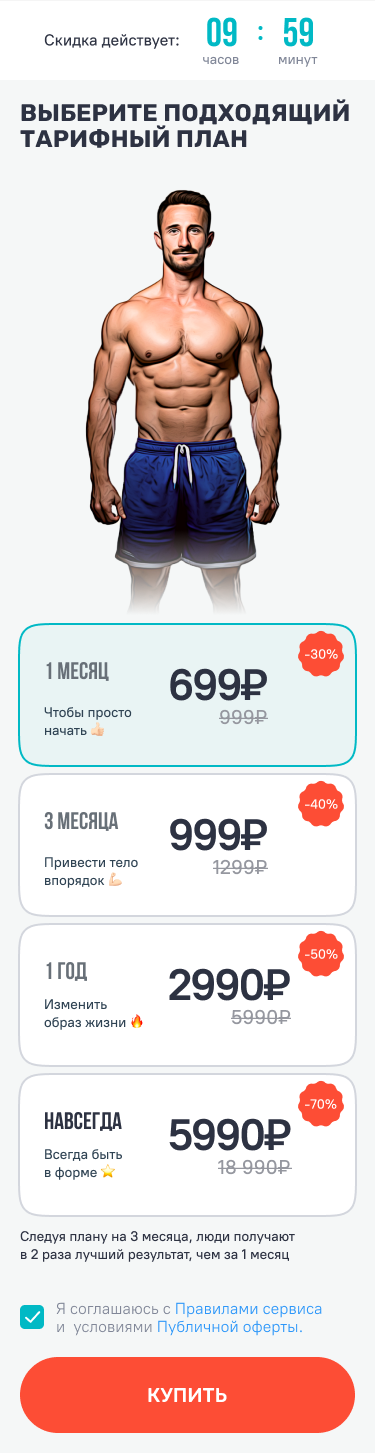 Скидка действует:
09 : 59
часов
минут
ВЫБЕРИТЕ ПОДХОДЯЩИЙ
ТАРИФНЫЙ ПЛАН
-30%
1 МЕСЯЦ
699₽
999₽
Чтобы просто
начать 👍🏻
-40%
3 МЕСЯЦА
999₽
1299₽
Привести тело
впорядок 💪🏻
-50%
1 ГОД
2990₽
5990₽
Изменить
образ жизни 🔥
-70%
НАВСЕГДА
5990₽
18 990₽
Всегда быть
в форме ⭐
Следуя плану на 3 месяца, люди получают
в 2 раза лучший результат, чем за 1 месяц
Я соглашаюсь с Правилами сервиса
и условиями Публичной оферты.
КУПИТЬ